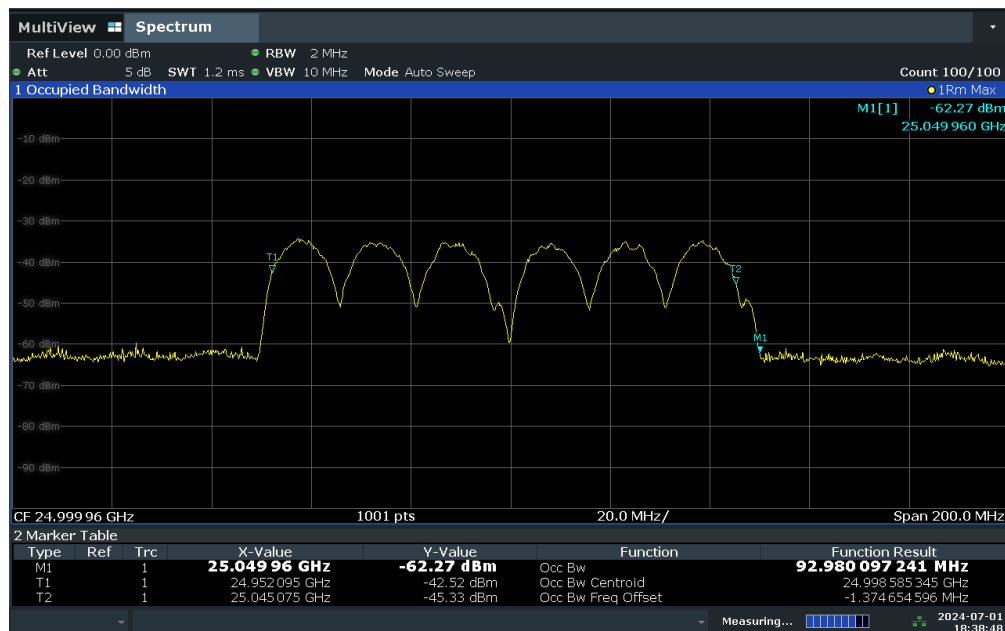 MultiView Spectrum
Ref Level 0.00 dBm RBW 2 MHz
Att 5 dB SWT 1.2 ms VBW 10 MHz Mode Auto Sweep Count 100/100
1 Occupied Bandwidth 1Rm Max
M1[1] -62.27 dBm
25.049 960 GHz
-10 dBm
-20 dBm
-30 dBm
T1
-40 dBm
T2
-50 dBm
M1
-60 dBm
-70 dBm
-80 dBm
-90 dBm
CF 24.999 96 GHz 1001 pts 20.0 MHz/ Span 200.0 MHz
2 Marker Table
Type Ref Trc X-Value Y-Value Function Function Result
M1 1 25.049 96 GHz -62.27 dBm Occ Bw 92.980 097 241 MHz
T1 1 24.952 095 GHz -42.52 dBm Occ Bw Centroid 24.998 585 345 GHz
T2 1 25.045 075 GHz -45.33 dBm Occ Bw Freq Offset -1.374 654 596 MHz
Measuring... 2024-07-01
18:38:48